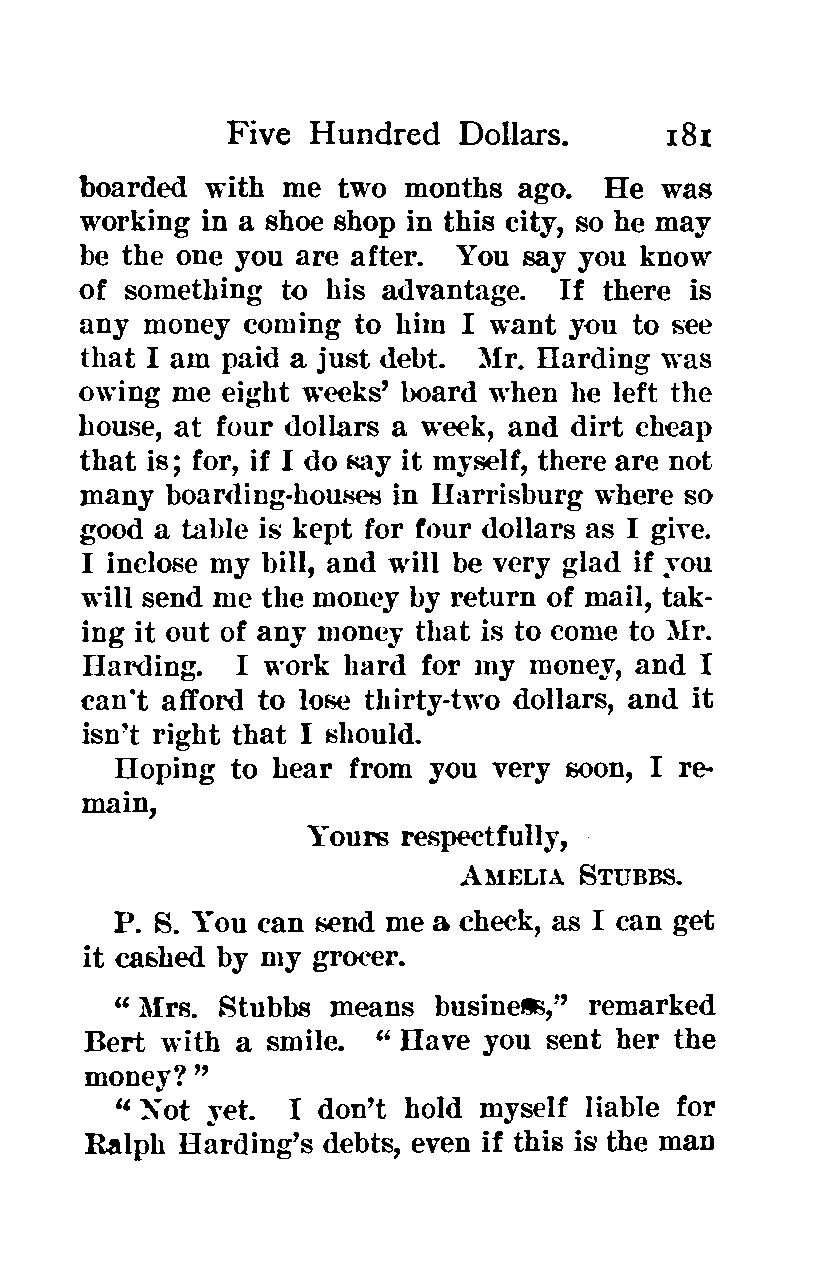 Five Hundred Dollars. 181
boarded with me two months ago. He was
working in a shoe shop in this city, so he may
be the one you are after. You say you know
of something to his advantage. If there is
any money coming to him I want you to see
that I am paid a just debt. Mr. Harding was
owing me eight weeks' board when he left the
house, at four dollars a week, and dirt cheap
that is; for, if I do say it myself, there are not
many boarding-houses in Harrisburg where so
good a table is kept for four dollars as I give.
I inclose my bill, and will be very glad if you
will send me the money by return of mail, tak-
ing it out of any money that is to come to Mr.
Harding. I work hard for my money, and I
can't afford to lose thirty-two dollars, and it
isn't right that I should.
Hoping to hear from you very soon, I re-
main,
Yours respectfully,
AMELIA STUBBS.
P. S. You can send me a check, as I can get
it cashed by my grocer.
"Mrs. Stubbs means business," remarked
Bert with a smile. "Have you sent her the
money?"
"Not yet. I don't hold myself liable for
Ralph Harding's debts, even if this is the man